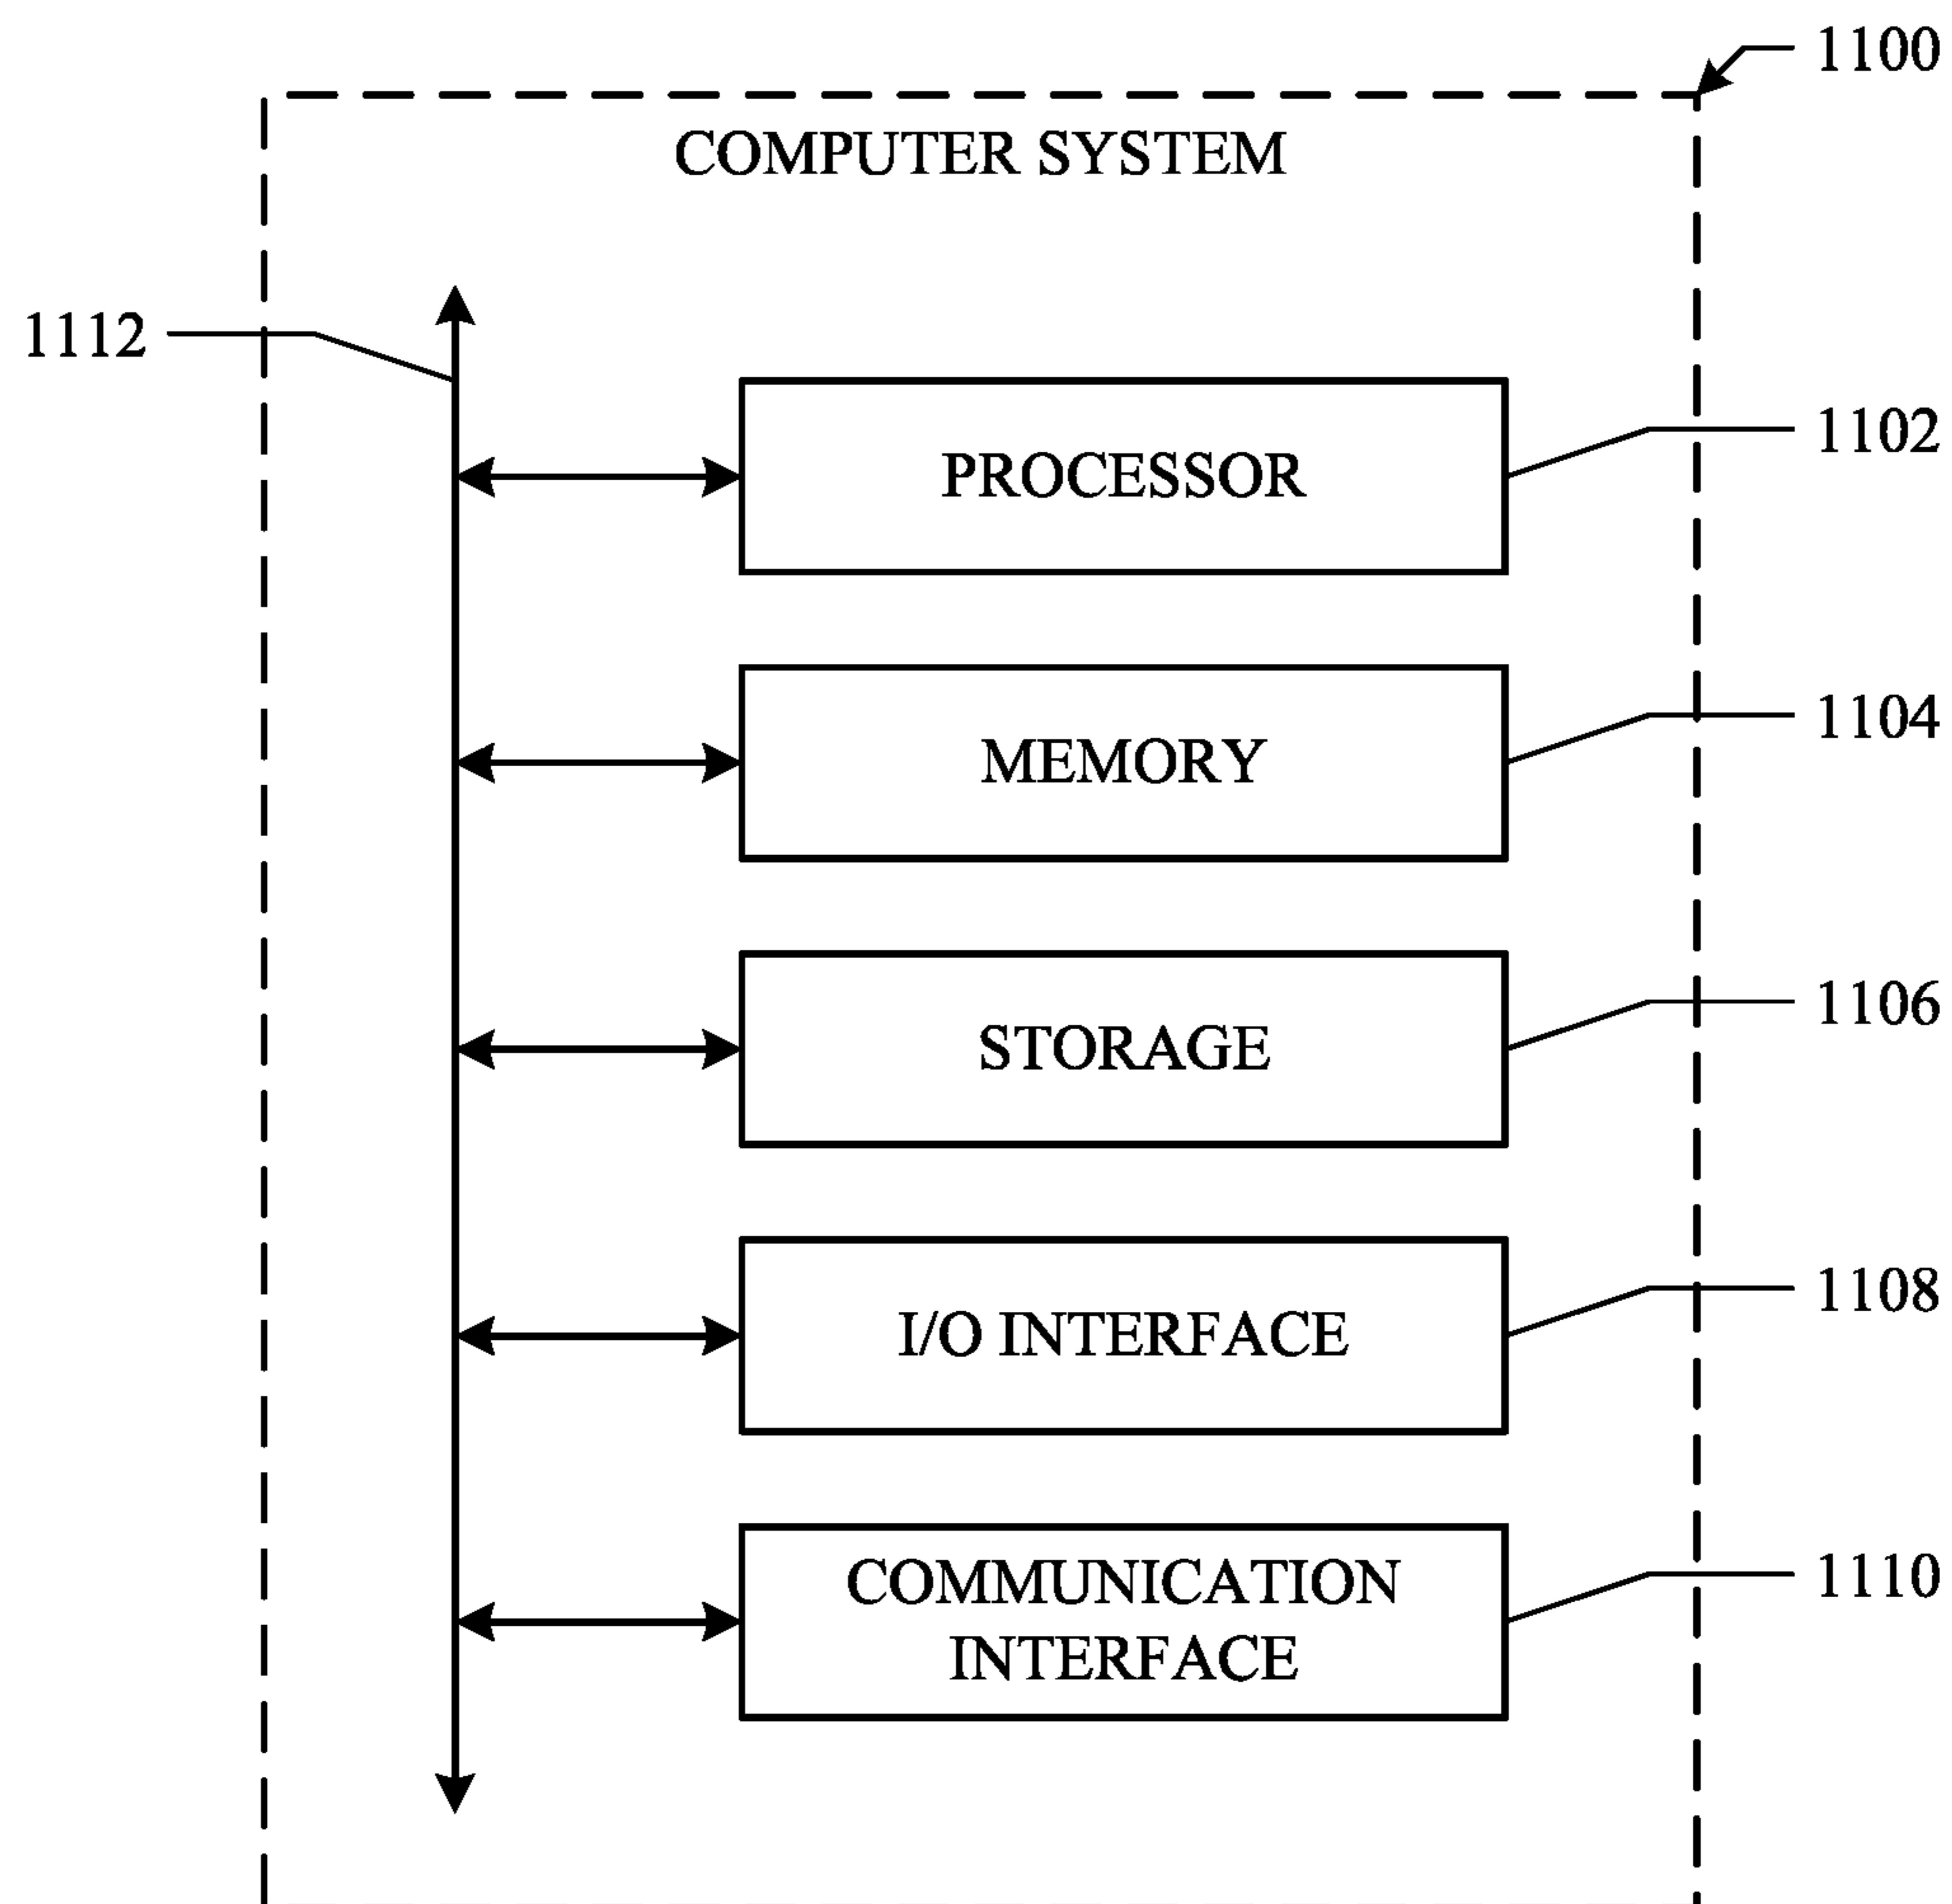 1100
COMPUTER SYSTEM
1112
1102
PROCESSOR
1104
MEMORY
1106
STORAGE
1108
I/O INTERFACE
1110
COMMUNICATION
INTERFACE